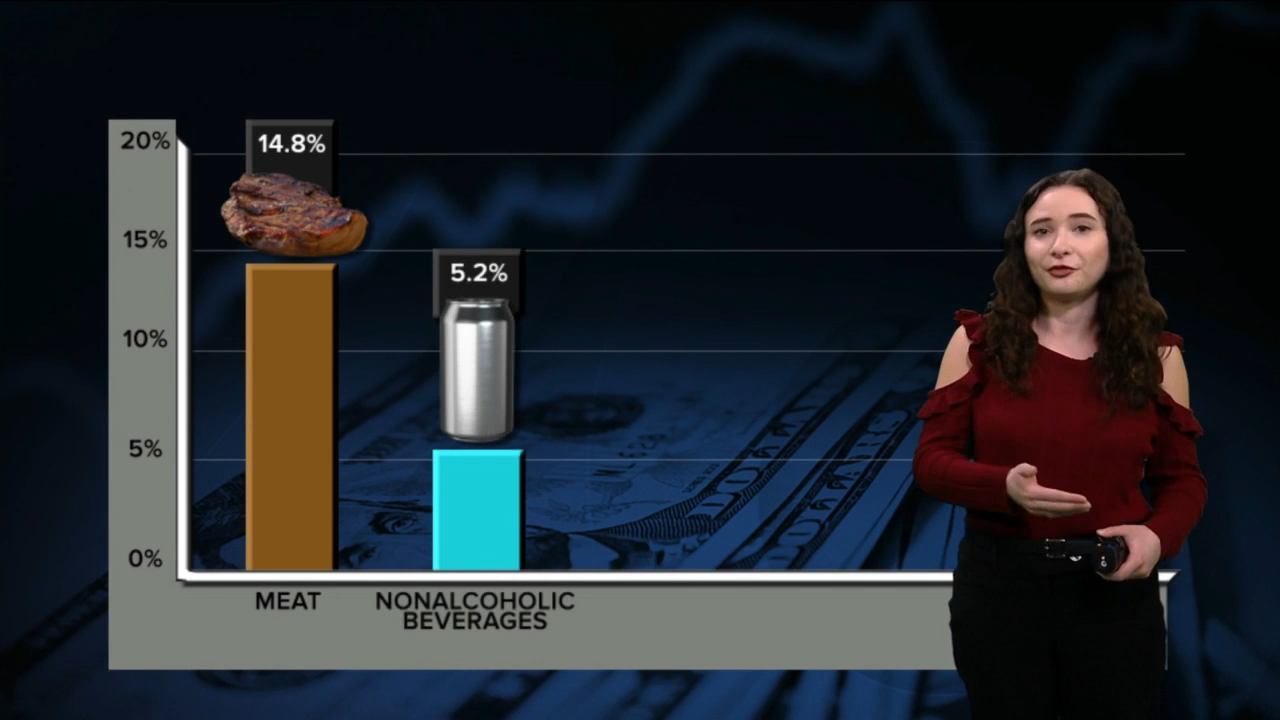 20%
14.8%
15%
5.2%
10%
5%
0%
MEAT
NONALCOHOLIC
BEVERAGES